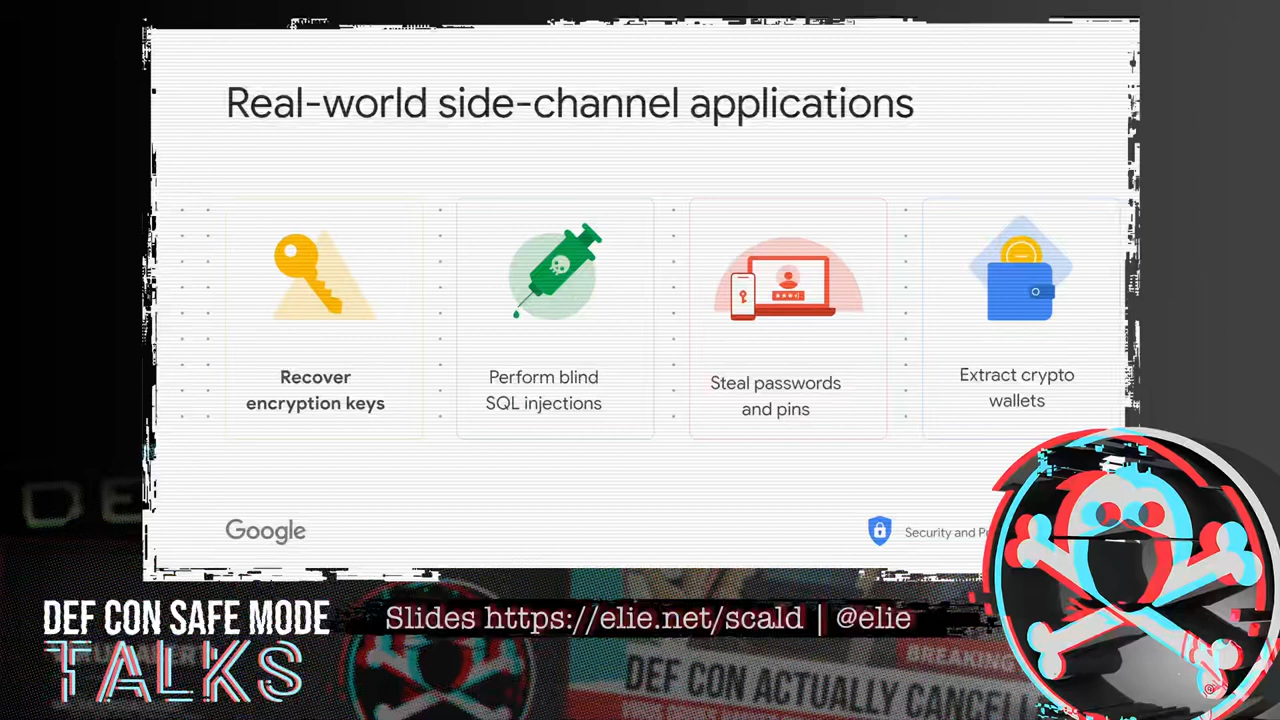 Real-world side-channel applications
Recover
encryption keys
Perform blind
SQL injections
Steal passwords
and pins
Extract crypto
wallets
Google
Security and
DEF CON SAFE MODE
TALKS
Slides https://elie.net/scald | @elie
BREAKING
DEF CON ACTUALLY